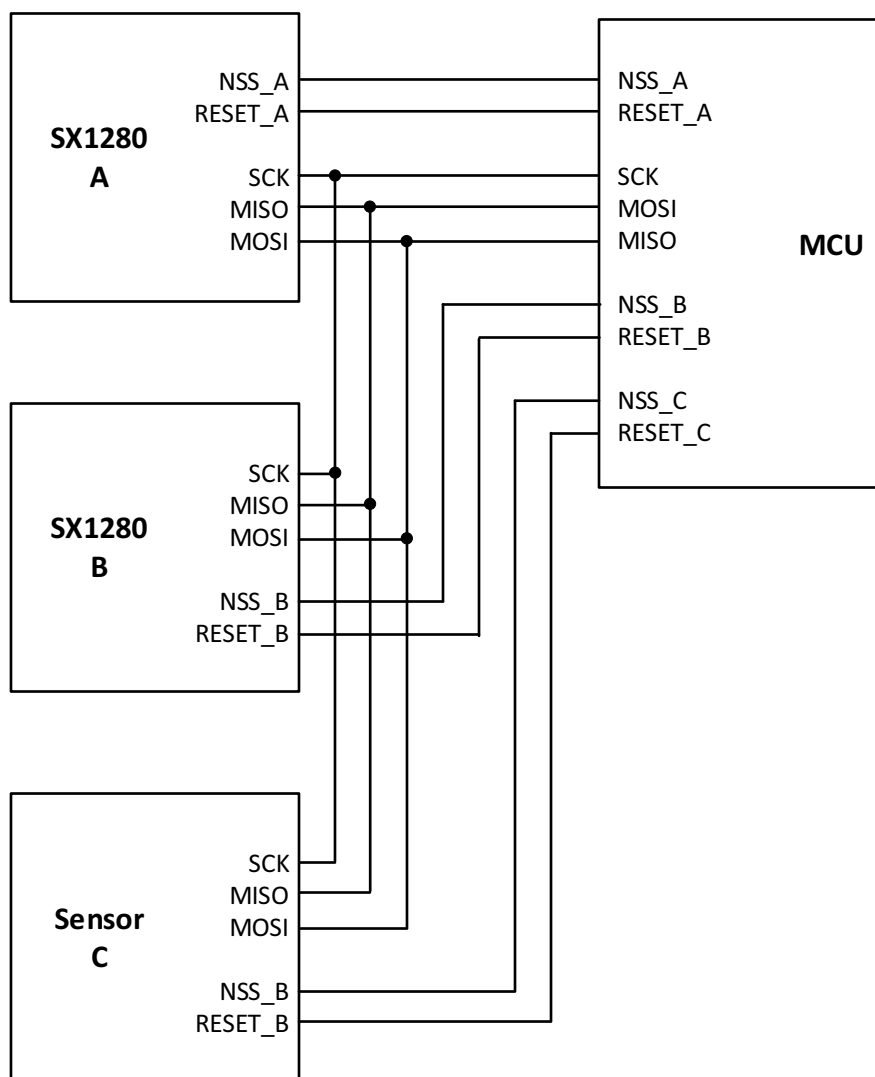 NSS_A
RESET_A
SX1280
A
SCK
MISO
MOSI
NSS_A
RESET_A
SCK
MOSI
MISO
MCU
NSS_B
RESET_B
NSS_C
RESET_C
SCK
MISO
MOSI
SX1280
B
NSS_B
RESET_B
SCK
MISO
MOSI
Sensor
C
NSS_B
RESET_B